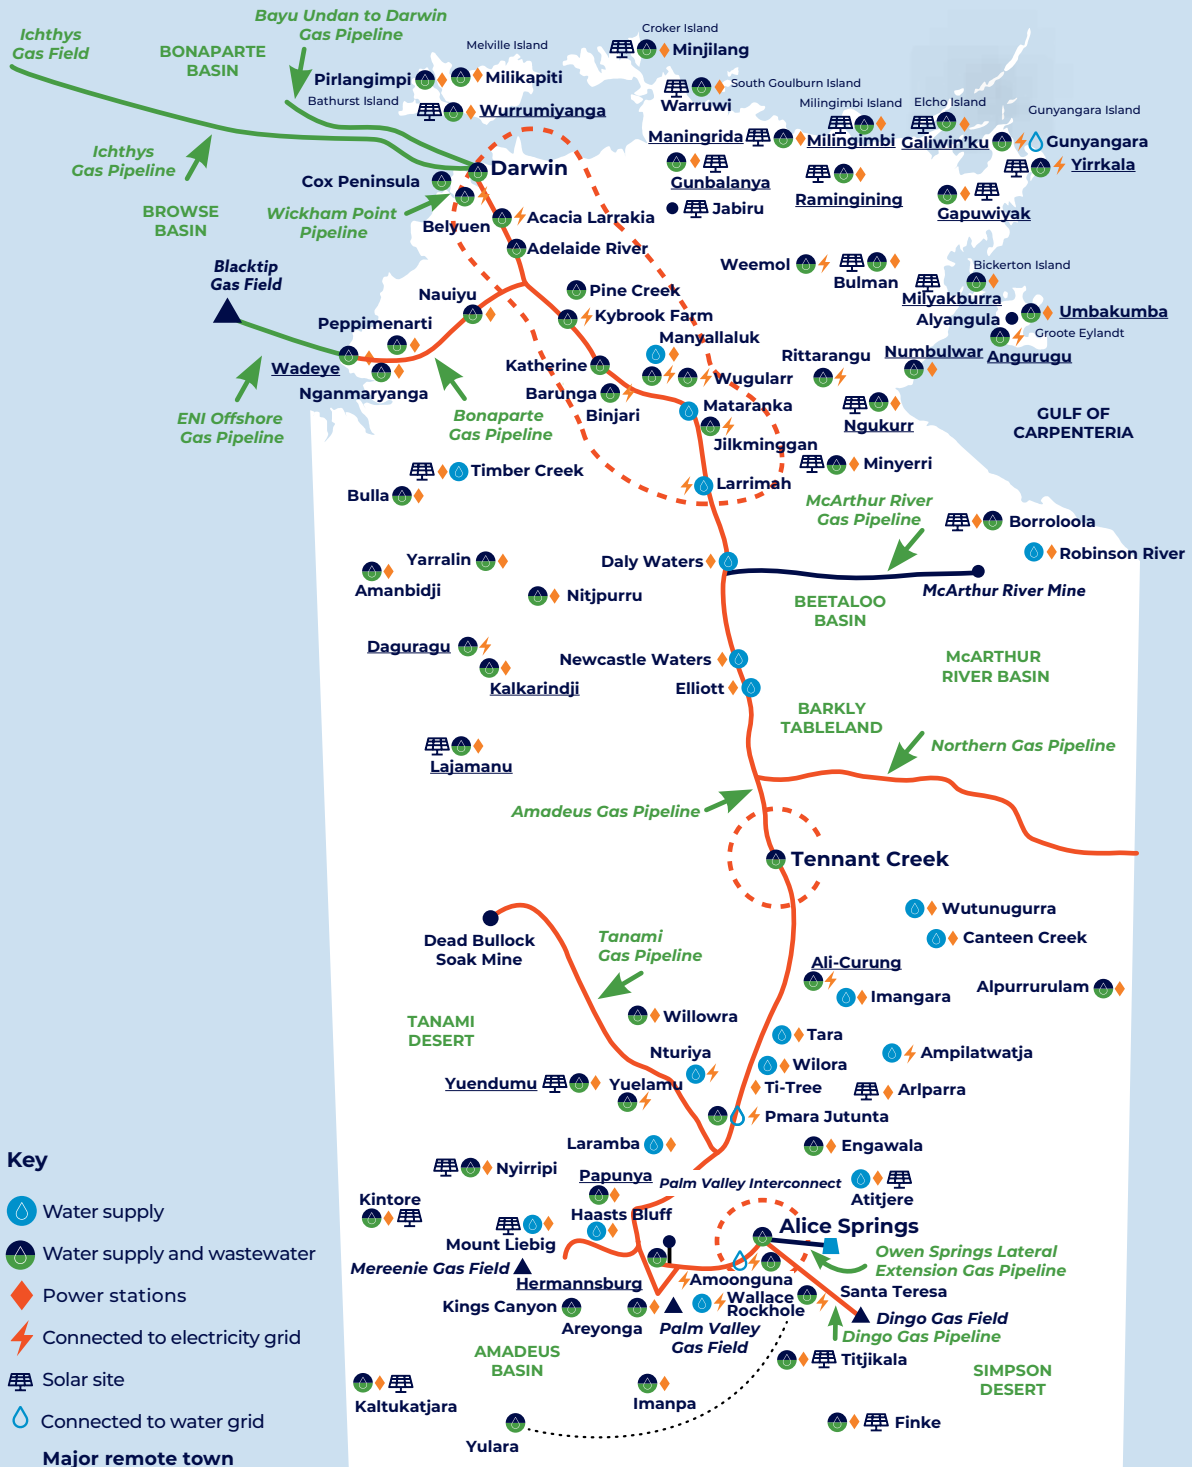 Ichthys
Gas Field
BONAPARTE
BASIN
Bayu Undan to Darwin
Gas Pipeline
Melville Island
Croker Island
Minjilang
Pirlangimpi
Milikapiti
Bathurst Island
Wurrumiyanga
South Goulburn Island
Warruwi
Milingimbi Island
Elcho Island
Gunyangara Island
Maningrida
Milingimbi
Galiwin’ku
Gunyangara
Yirrkala
Ichthys
Gas Pipeline
Darwin
Cox Peninsula
Gunbalanya
Ramingining
Gapuwiyak
BROWSE
BASIN
Wickham Point
Pipeline
Belyuen
Acacia Larrakia
Jabiru
Adelaide River
Blacktip
Gas Field
Weemol
Bulman
Bickerton Island
Milyakburra
Nauiyu
Pine Creek
Kybrook Farm
Alyangula
Umbakumba
Groote Eylandt
Peppimenarti
Manyallaluk
Rittarangu
Numbulwar
Angurugu
Wadeye
Nganmaryanga
Katherine
Wugularr
Barunga
Binjari
Mataranka
ENI Offshore
Gas Pipeline
Bonaparte
Gas Pipeline
Jilkminggan
Ngukurr
GULF OF
CARPENTERIA
Timber Creek
Minyerri
Bulla
Larrimah
McArthur River
Gas Pipeline
Borroloola
Robinson River
Yarralin
Daly Waters
Amanbidji
Nitjpurru
McArthur River Mine
BEETALOO
BASIN
Daguragu
Newcastle Waters
McARTHUR
RIVER BASIN
Kalkarindji
Elliott
BARKLY
TABLELAND
Lajamanu
Northern Gas Pipeline
Amadeus Gas Pipeline
Tennant Creek
Wutunugurra
Dead Bullock
Soak Mine
Tanami
Gas Pipeline
Canteen Creek
Ali-Curung
Imangara
Alpurrurulam
TANAMI
DESERT
Willowra
Tara
Nturiya
Wilora
Ampilatwatja
Yuendumu
Yuelamu
Ti-Tree
Arlparra
Pmara Jutunta
Laramba
Engawala
Key
Nyirripi
Papunya
Palm Valley Interconnect
Atitjere
Kintore
Haasts Bluff
Water supply
Mount Liebig
Alice Springs
Water supply and wastewater
Mereenie Gas Field
Owen Springs Lateral
Extension Gas Pipeline
Hermannsburg
Amoonguna
Power stations
Kings Canyon
Wallace
Rockhole
Santa Teresa
Areyonga
Palm Valley
Gas Field
Dingo Gas Field
Dingo Gas Pipeline
Connected to electricity grid
AMADEUS
BASIN
Titjikala
Solar site
SIMPSON
DESERT
Kaltukatjara
Imanpa
Connected to water grid
Finke
Yulara
Major remote town